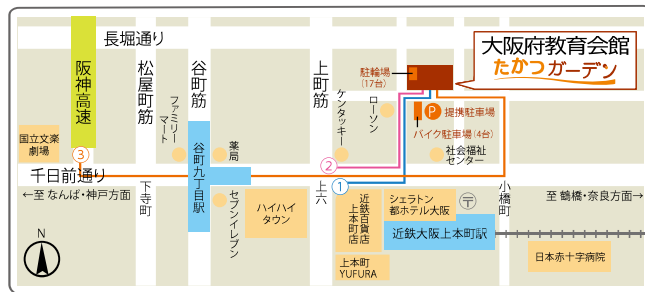 長堀通り
大阪府教育会館
たかつガーデン
駐輪場
(17台)
阪神高速
松屋町筋
谷町筋
上町筋
ファミリー
マート
ケンタッキー
ローソン
P
提携駐車場
バイク駐車場(4台)
国立文楽
劇場
③
薬局
②
社会福祉
センター
千日前通り
谷町九丁目駅
①
←至 なんば・神戸方面
下寺町
セブンイレブン
ハイハイ
タウン
上六
近鉄百貨店
上本町店
シェラトン
都ホテル大阪
〒
小橋町
至 鶴橋・奈良方面→
近鉄大阪上本町駅
日本赤十字病院
上本町
YUFURA
N